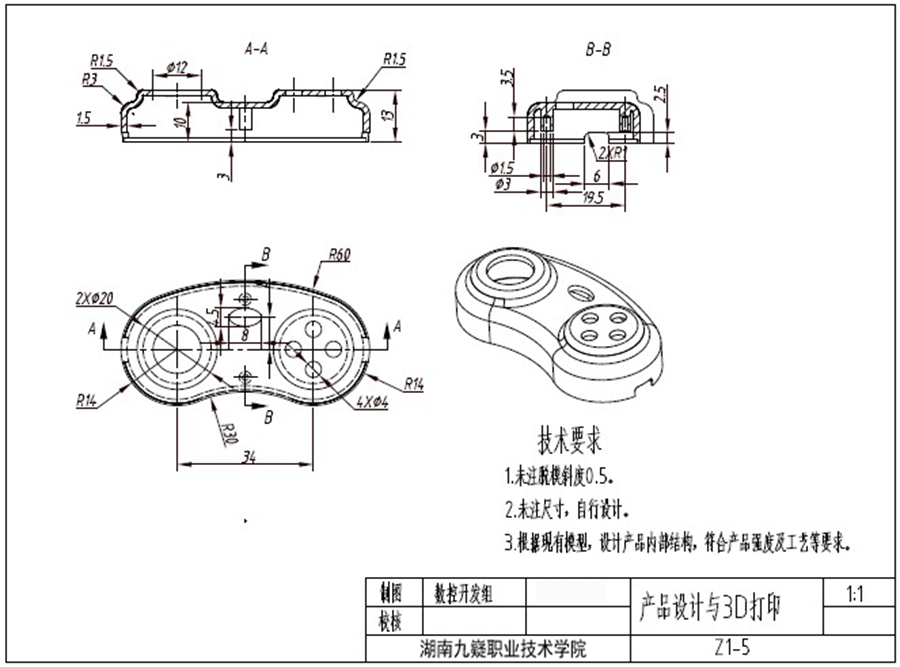 A-A
B-B
R1.5
Φ12
R1.5
R3
1.5
10
13
3
3.5
2.5
3
2XR1
Φ1.5
6
Φ3
19.5
B
R60
2XΦ20
A
A
4.5
8
R14
R14
B
4XΦ4
R30
34
技术要求
1.未注脱模斜度0.5。
2.未注尺寸，自行设计。
3.根据现有模型，设计产品内部结构，符合产品强度及工艺等要求。
制图 数控开发组 产品设计与3D打印 1:1
校核
湖南九嶷职业技术学院 Z1-5